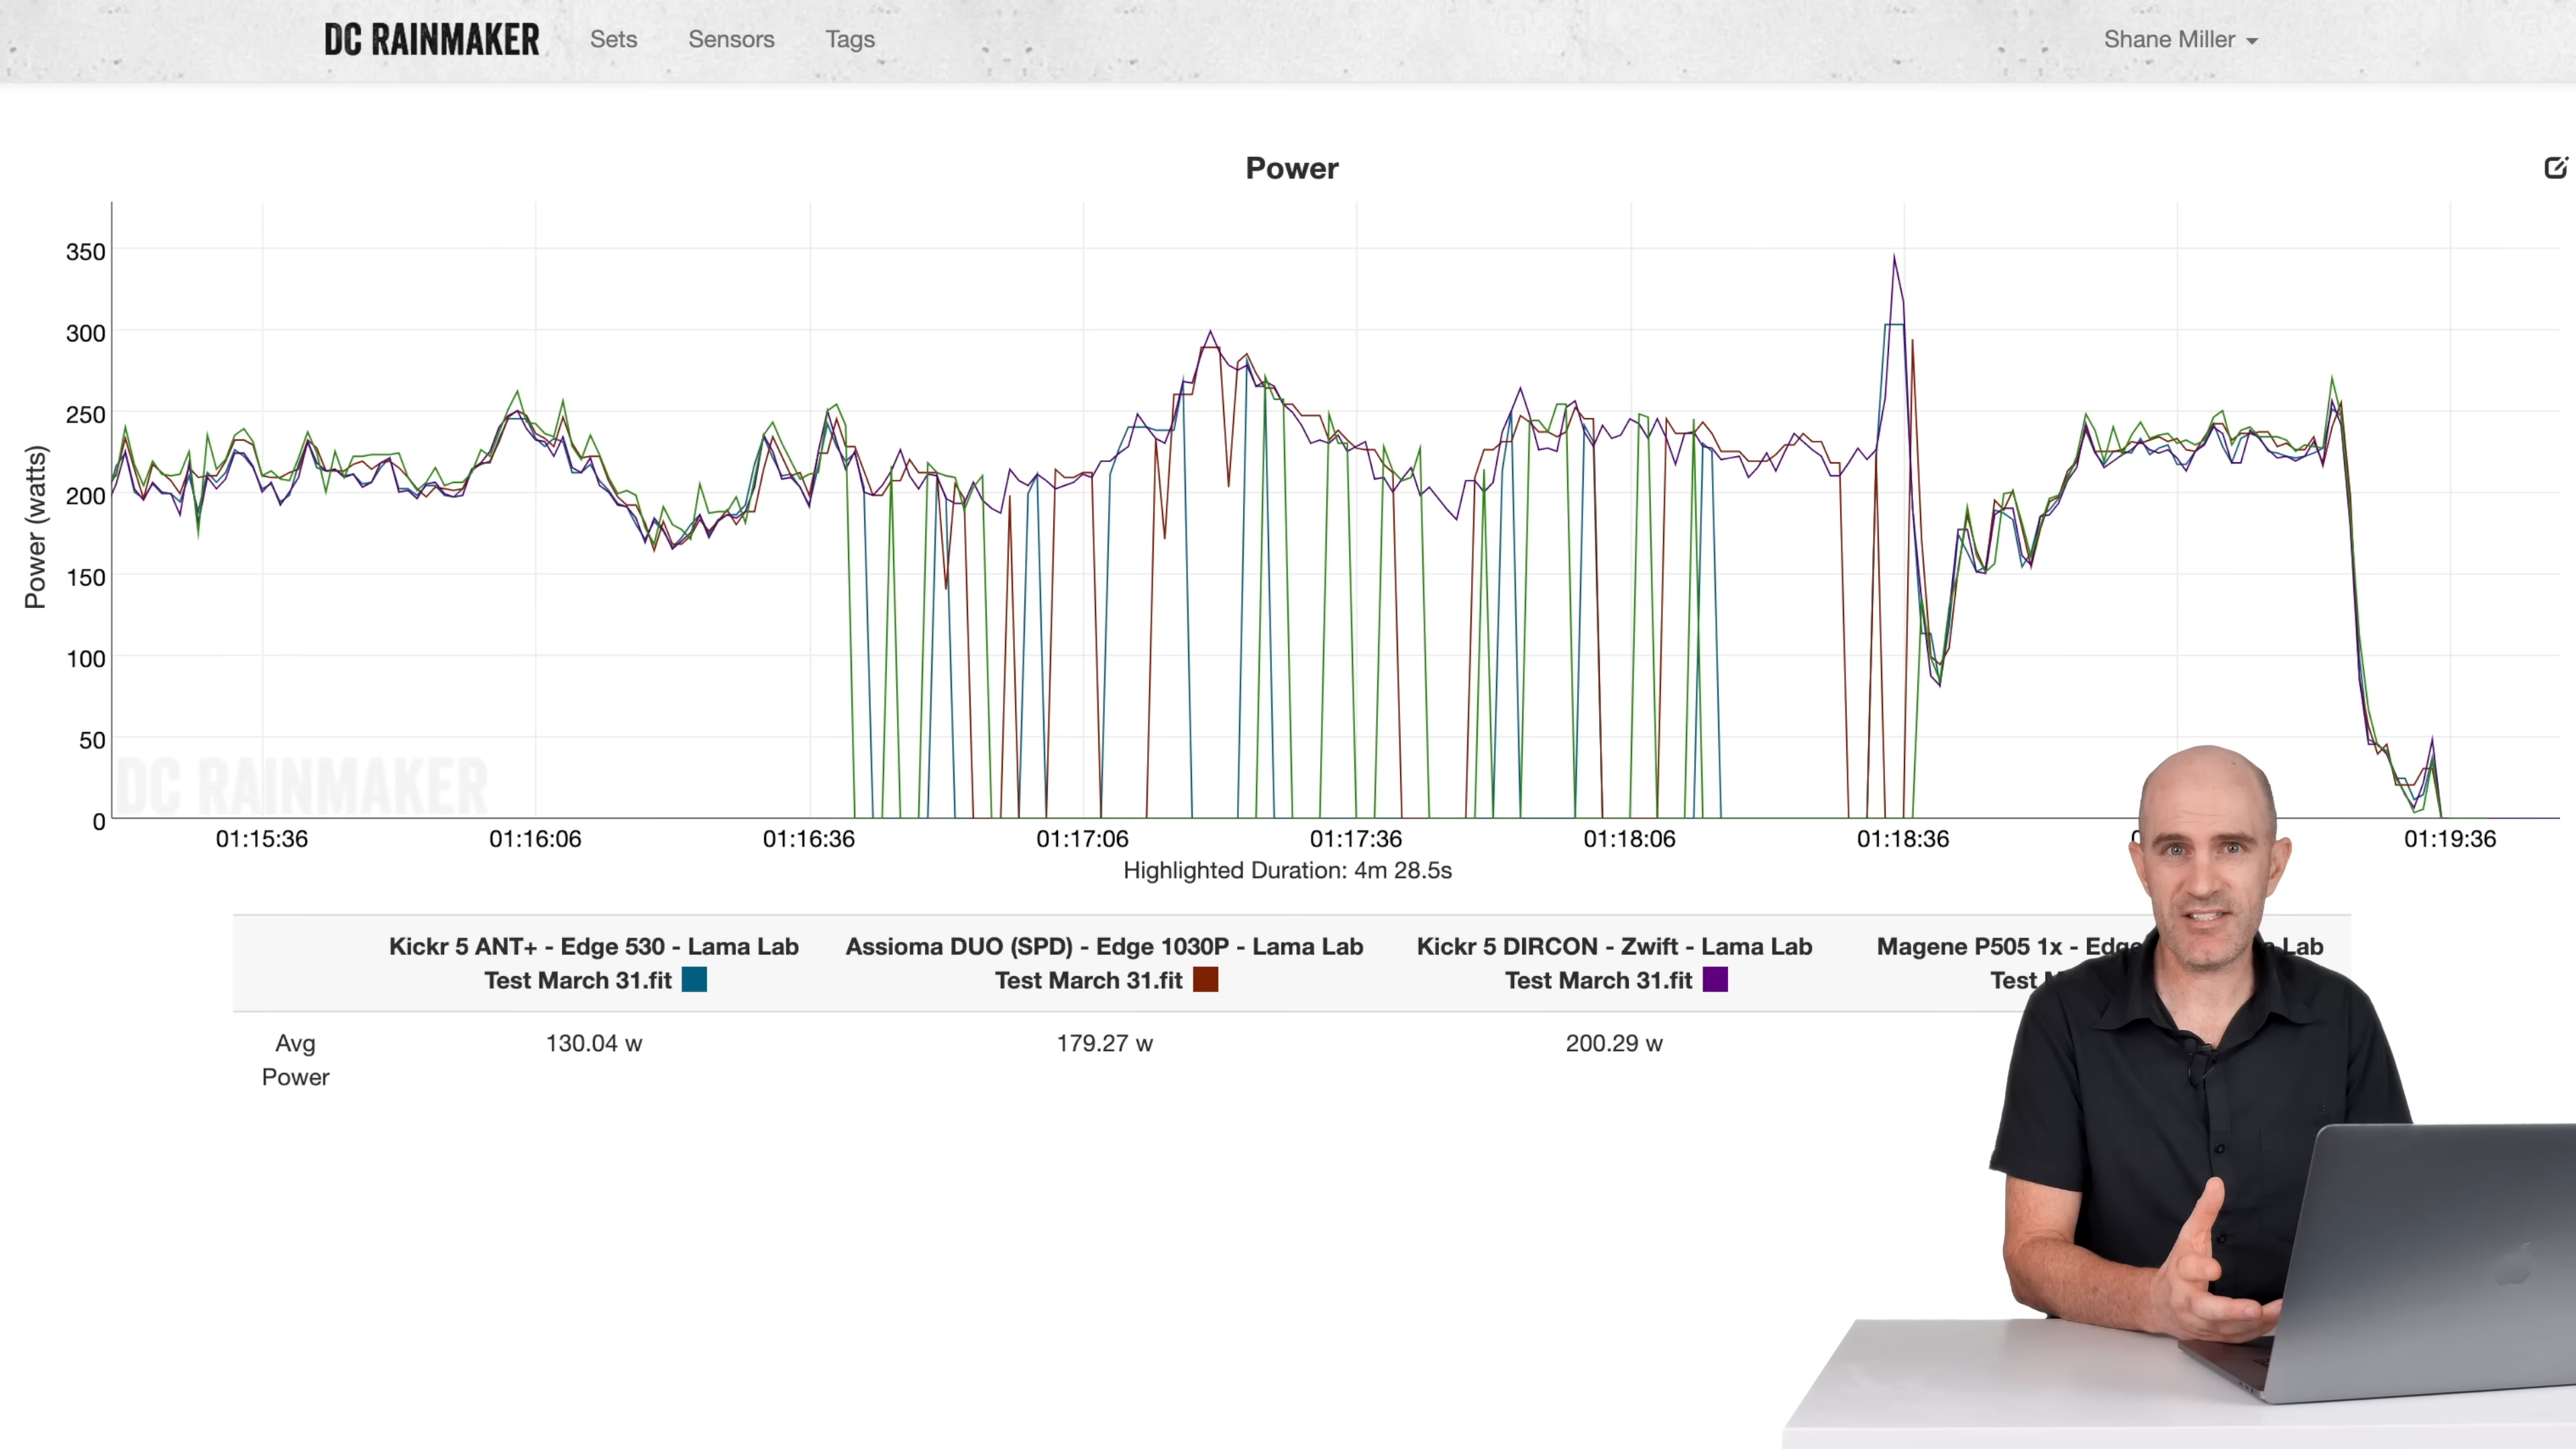 DC RAINMAKER Sets Sensors Tags Shane Miller
Power
Power (watts)
350
300
250
200
150
100
50
0
DC RAINMAKER
01:15:36 01:16:06 01:16:36 01:17:06 01:17:36 01:18:06 01:18:36 01:19:36
Highlighted Duration: 4m 28.5s
Kickr 5 ANT+ - Edge 530 - Lama Lab
Test March 31.fit
Assioma DUO (SPD) - Edge 1030P - Lama Lab
Test March 31.fit
Kickr 5 DIRCON - Zwift - Lama Lab
Test March 31.fit
Magene P505 1x - Edge Lab
Test
Avg
Power
130.04 w 179.27 w 200.29 w